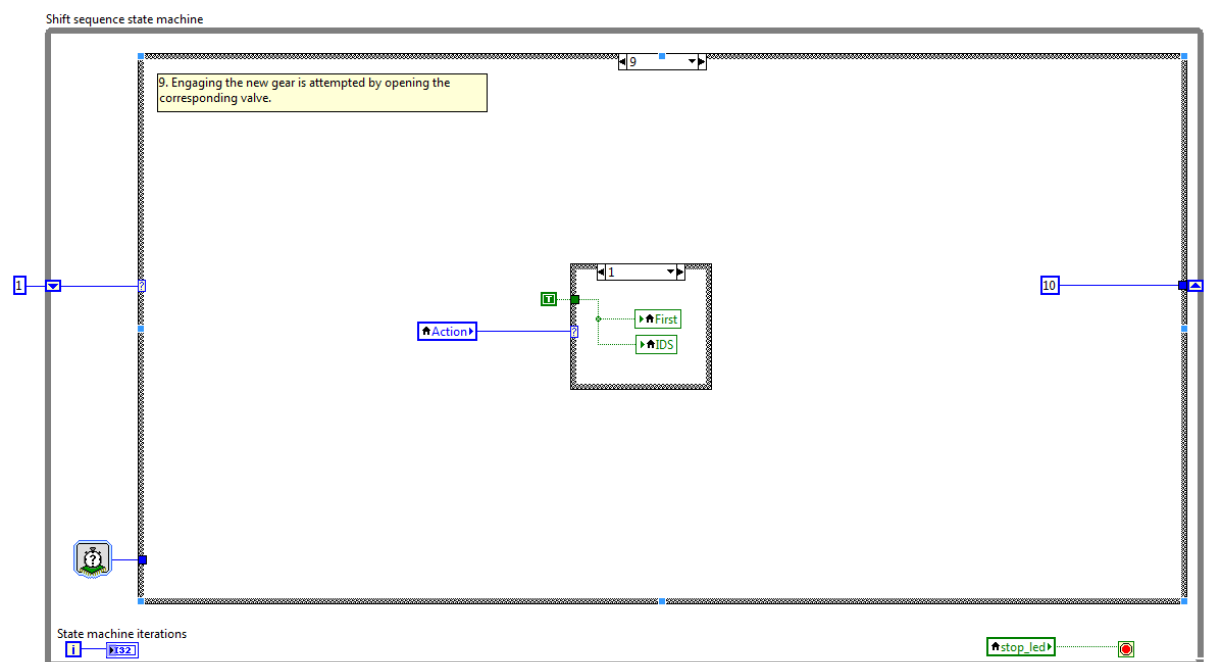 Shift sequence state machine
9
9. Engaging the new gear is attempted by opening the
corresponding valve.
1
1
?
10
T
First
Action
?
IDS
?
State machine iterations
i
I32
stop_led